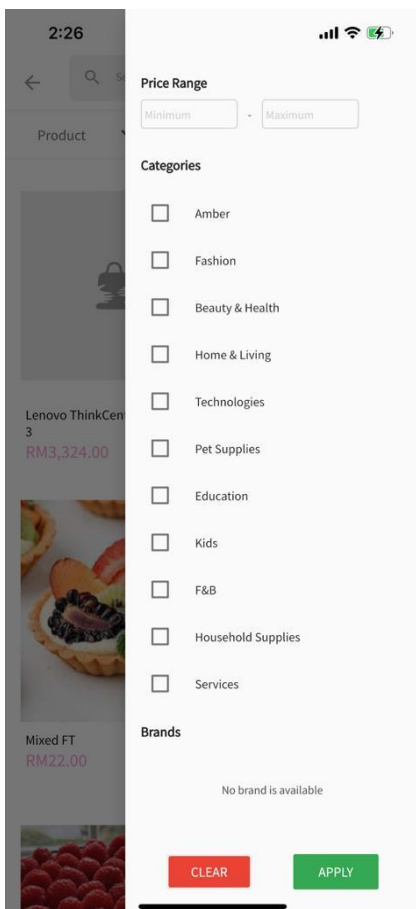 2:26
Se
Price Range
Minimum - Maximum
Product
Categories
Amber
Fashion
Beauty & Health
Home & Living
Technologies
Lenovo ThinkCen
3
RM3,324.00
Pet Supplies
Education
Kids
F&B
Household Supplies
Services
Brands
Mixed FT
RM22.00
No brand is available
CLEAR APPLY